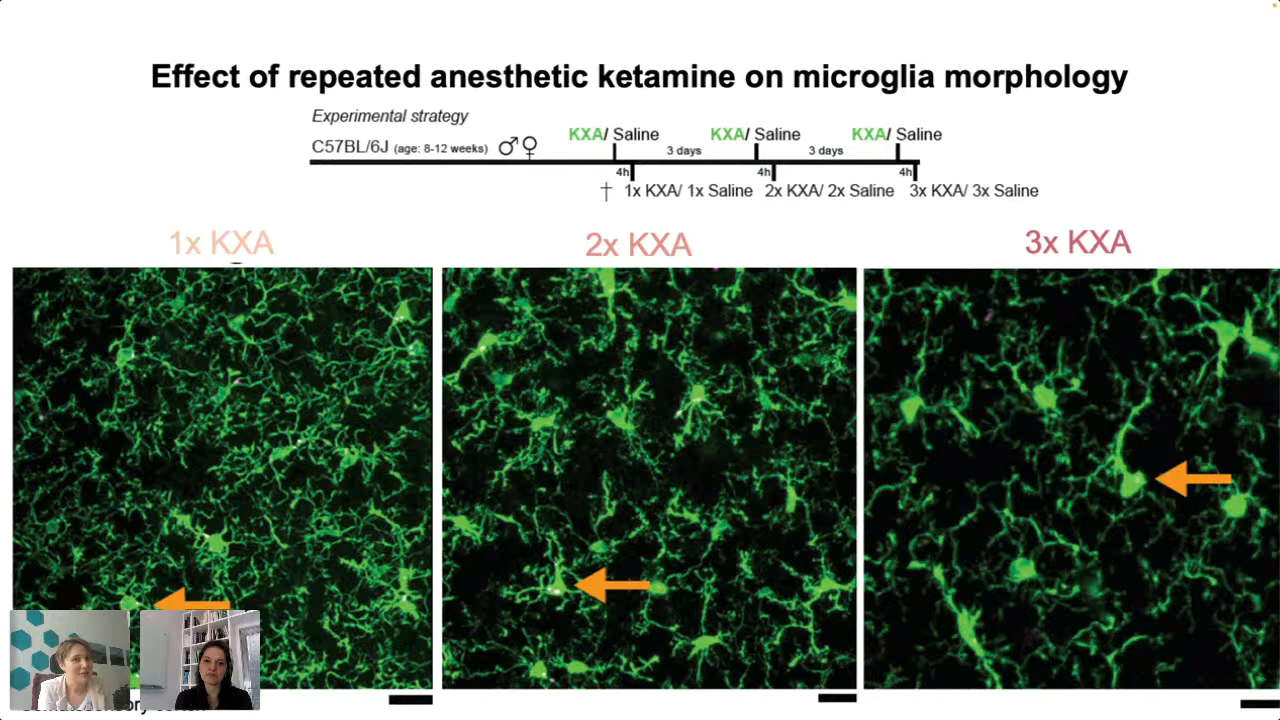 Effect of repeated anesthetic ketamine on microglia morphology
Experimental strategy
C57BL/6J (age: 8-12 weeks) ♂♀
KXA/ Saline KXA/ Saline KXA/ Saline
3 days 3 days
4h 4h 4h
† 1x KXA/ 1x Saline 2x KXA/ 2x Saline 3x KXA/ 3x Saline
1x KXA 2x KXA 3x KXA